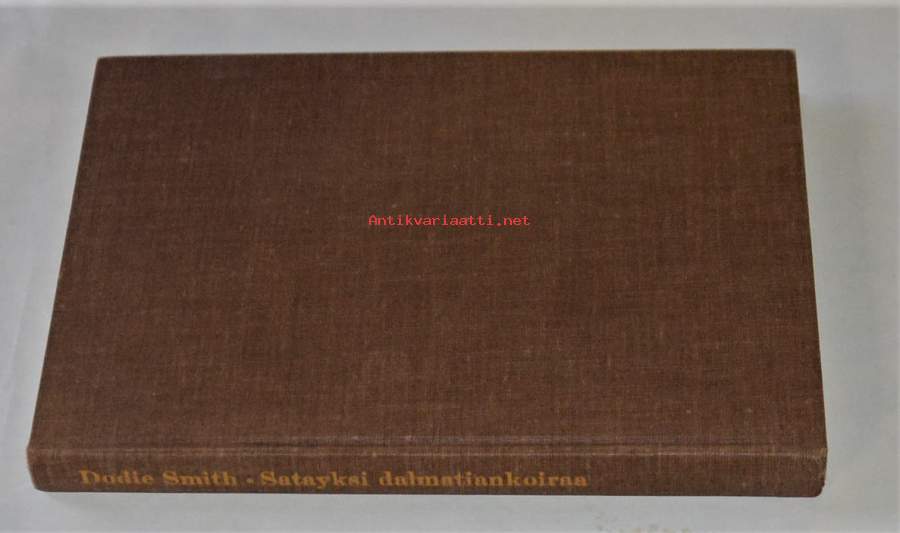 Antikvariaatti.net
Dodie Smith • Satayksi dalmatiankoiraa